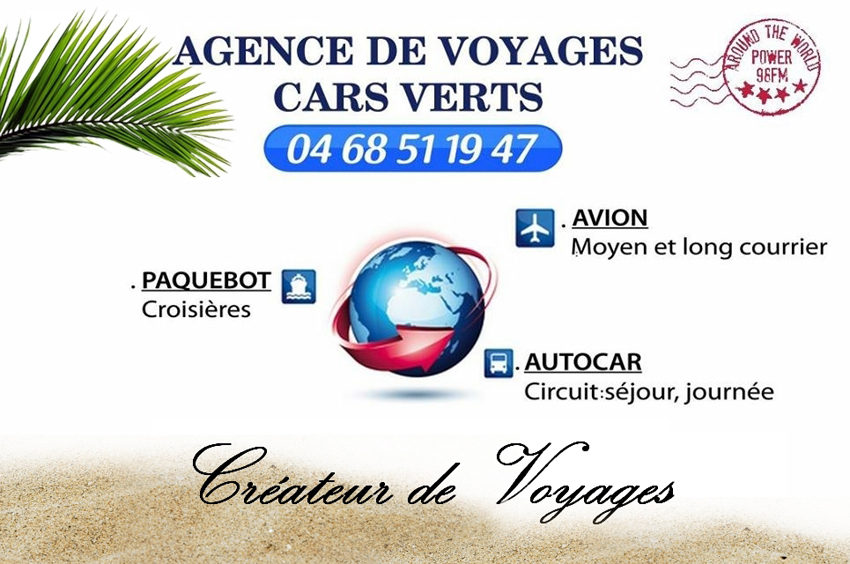 AGENCE DE VOYAGES
CARS VERTS
04 68 51 19 47
AROUND THE WORLD
POWER
98FM
. AVION
Moyen et long courrier
. PAQUEBOT
Croisières
. AUTOCAR
Circuit:séjour, journée
Créateur de Voyages